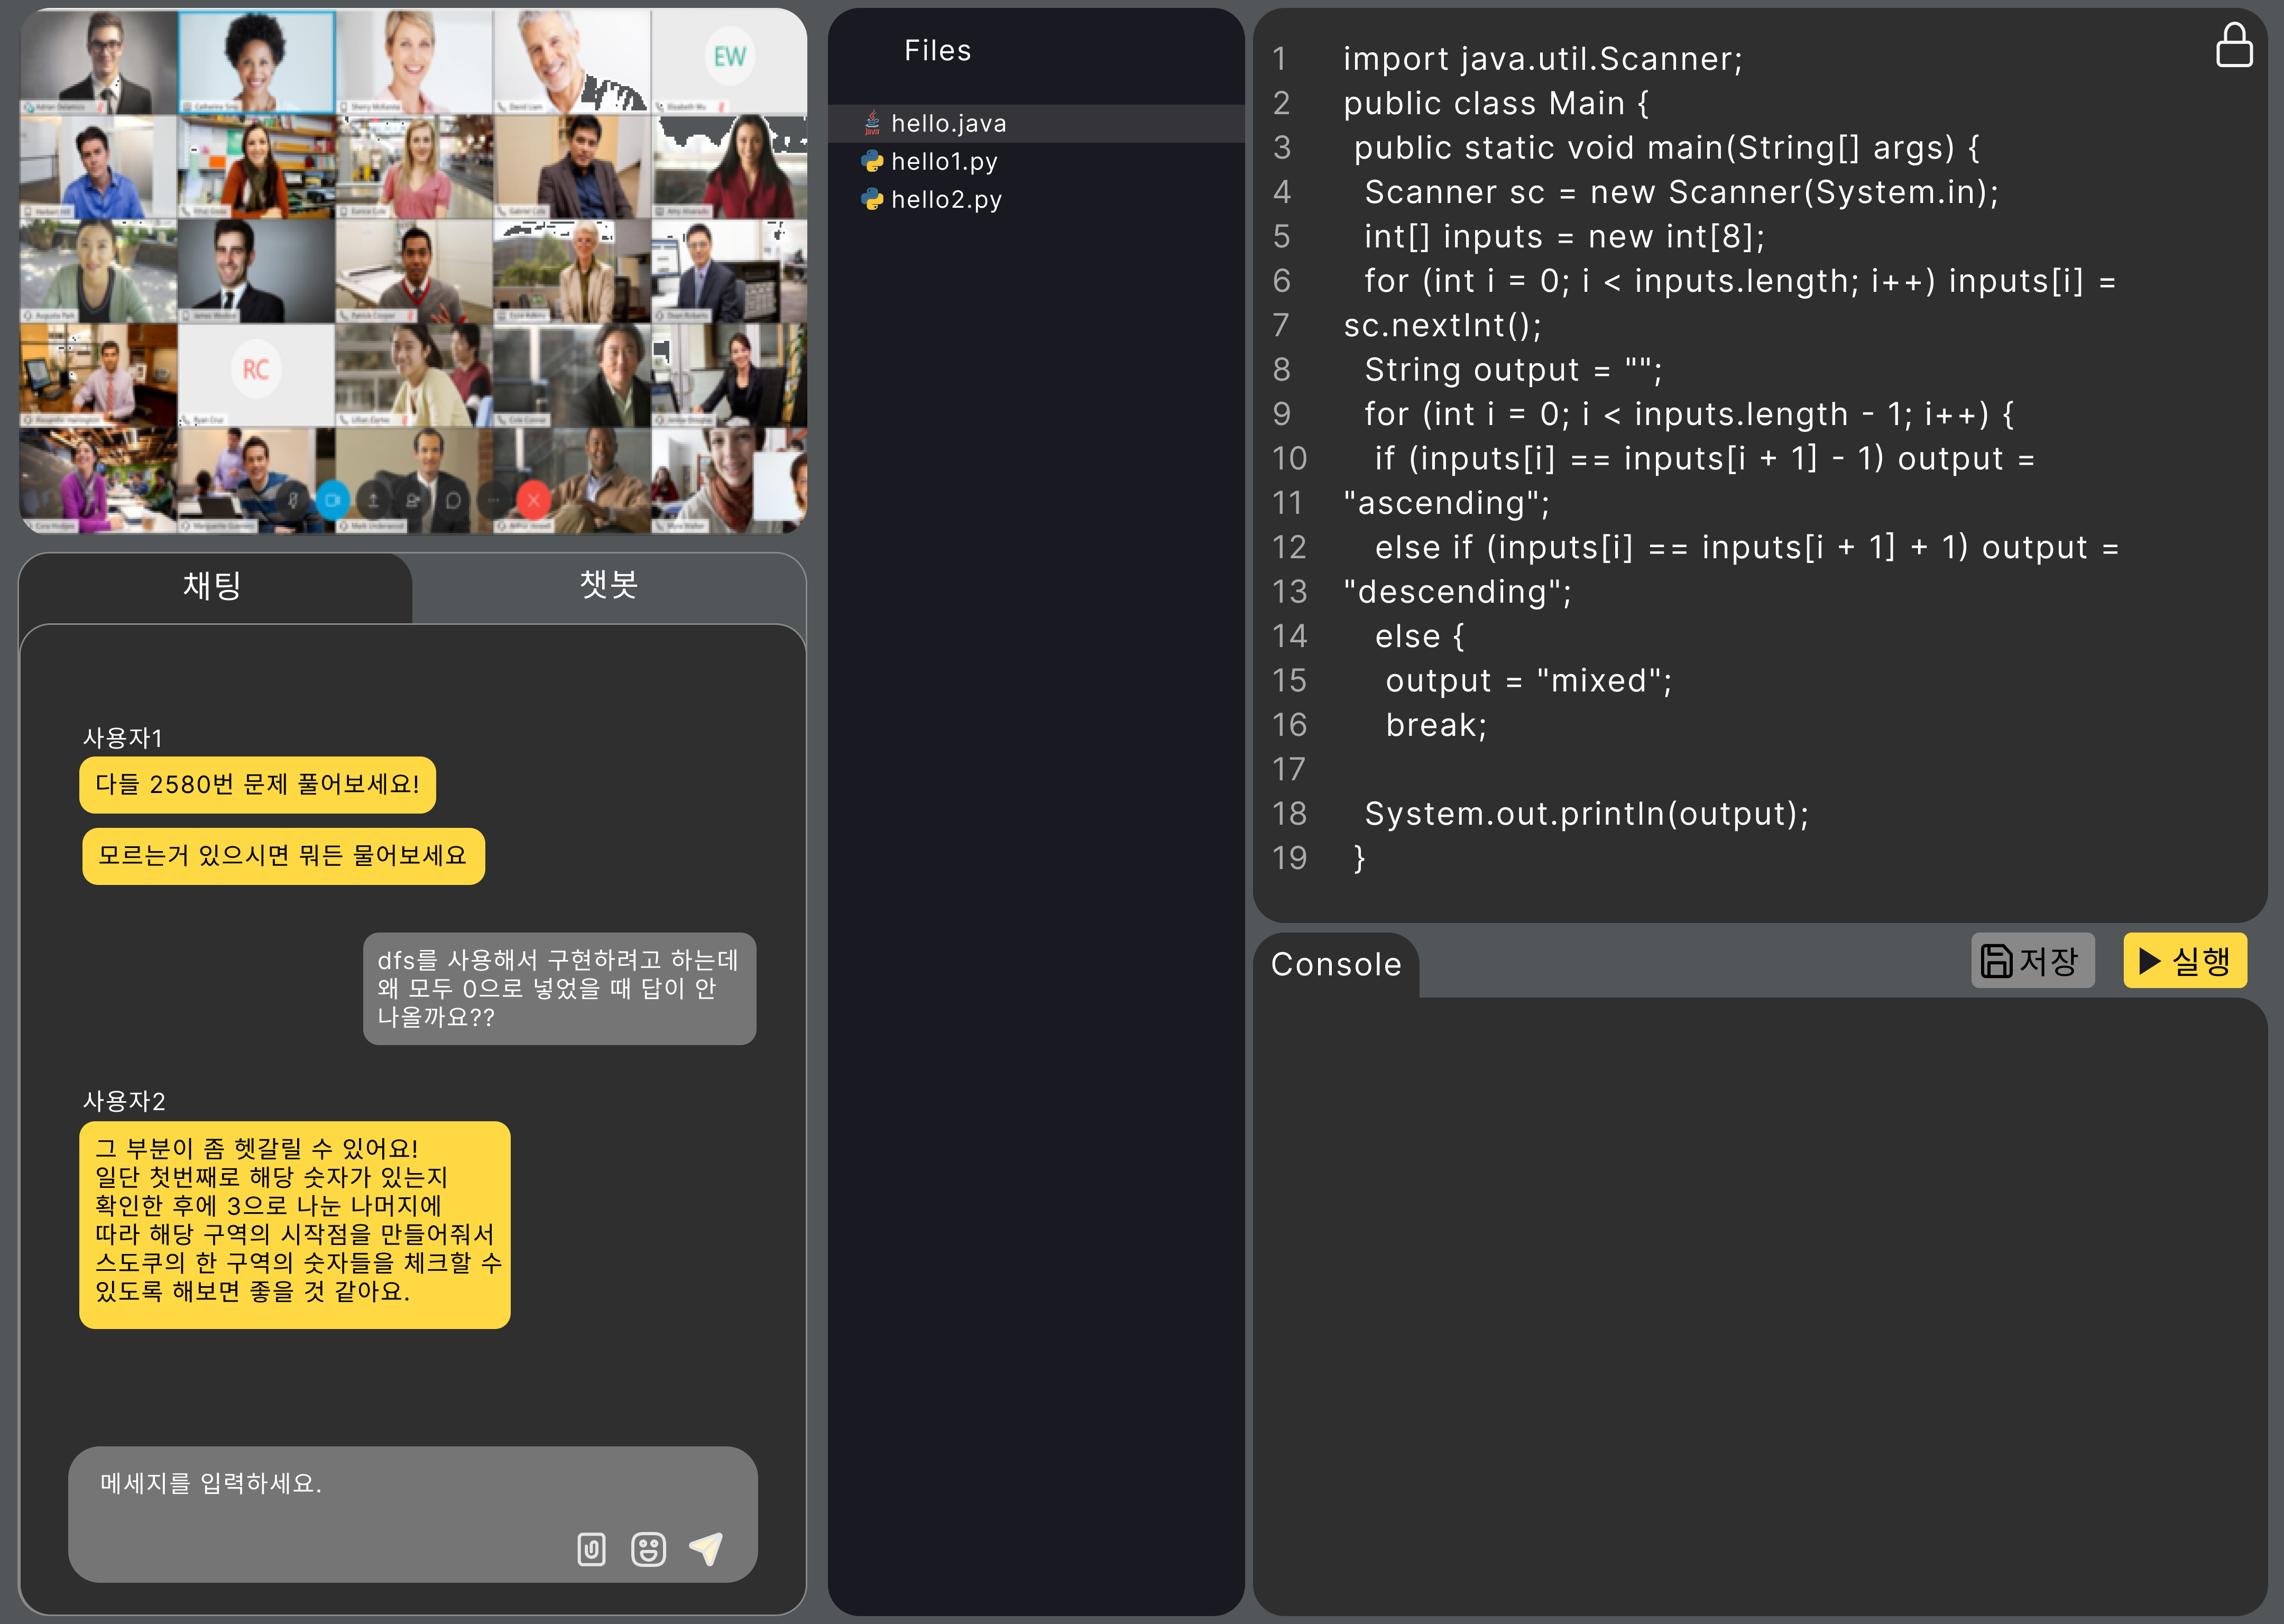 EW
RC
채팅
챗봇
사용자1
다들 2580번 문제 풀어보세요!
모르는거 있으시면 뭐든 물어보세요
dfs를 사용해서 구현하려고 하는데
왜 모두 0으로 넣었을 때 답이 안
나올까요??
사용자2
그 부분이 좀 헷갈릴 수 있어요!
일단 첫번째로 해당 숫자가 있는지
확인한 후에 3으로 나눈 나머지에
따라 해당 구역의 시작점을 만들어줘서
스도쿠의 한 구역의 숫자들을 체크할 수
있도록 해보면 좋을 것 같아요.
메세지를 입력하세요.
Files
hello.java
hello1.py
hello2.py
1 import java.util.Scanner;
2 public class Main {
3 public static void main(String[] args) {
4 Scanner sc = new Scanner(System.in);
5 int[] inputs = new int[8];
6 for (int i = 0; i < inputs.length; i++) inputs[i] =
7 sc.nextInt();
8 String output = "";
9 for (int i = 0; i < inputs.length - 1; i++) {
10 if (inputs[i] == inputs[i + 1] - 1) output =
11 "ascending";
12 else if (inputs[i] == inputs[i + 1] + 1) output =
13 "descending";
14 else {
15 output = "mixed";
16 break;
17
18 System.out.println(output);
19 }
Console
저장
실행